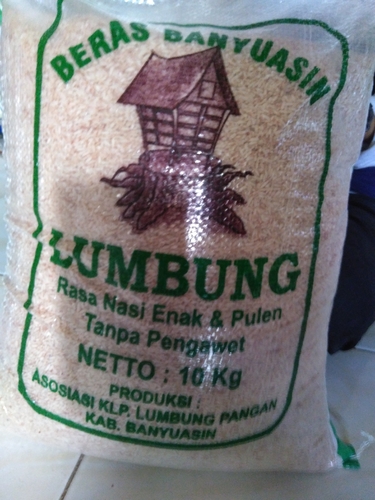 BERAS BANYUASIN
LUMBUNG
Rasa Nasi Enak & Pulen
Tanpa Pengawet
NETTO : 10 Kg
PRODUKSI :
ASOSIASI KLP. LUMBUNG PANGAN
KAB. BANYUASIN